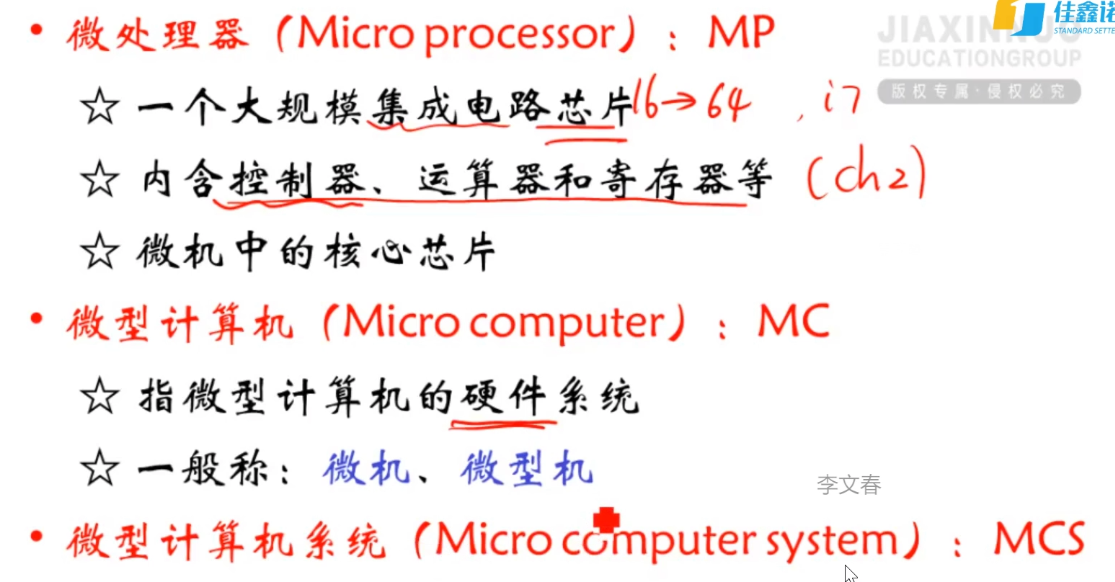 • 微处理器（Micro processor）：MP
佳鑫诺
STANDARD SETTE
JIAXINNUO
EDUCATIONGROUP
版权专属·侵权必究
☆ 一个大规模集成电路芯片 16→64 , i7
☆ 内含控制器、运算器和寄存器等 (ch2)
☆ 微机中的核心芯片
• 微型计算机（Micro computer）：MC
☆ 指微型计算机的硬件系统
☆ 一般称：微机、微型机
李文春
• 微型计算机系统（Micro computer system）：MCS